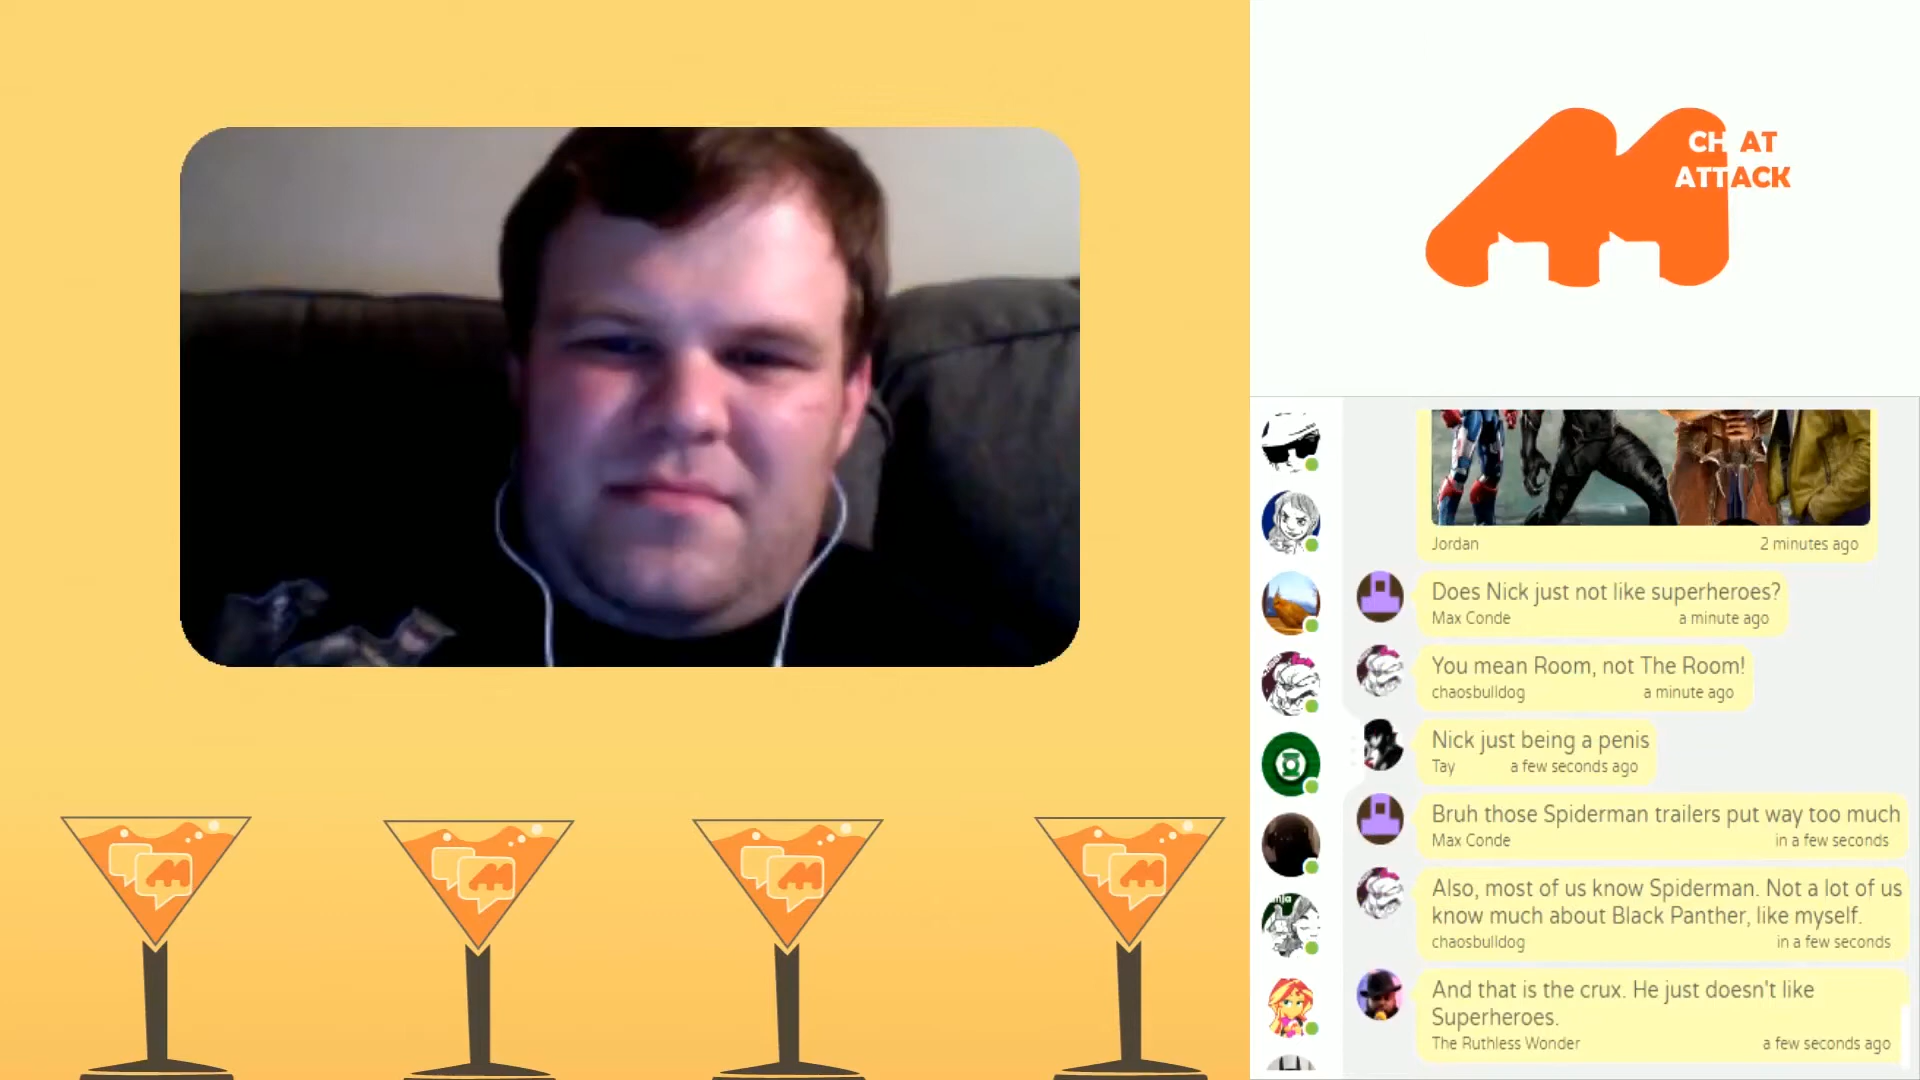 CHAT
ATTACK
Jordan 2 minutes ago
Does Nick just not like superheroes?
Max Conde a minute ago
You mean Room, not The Room!
chaosbulldog a minute ago
Nick just being a penis
Tay a few seconds ago
Bruh those Spiderman trailers put way too much
Max Conde in a few seconds
Also, most of us know Spiderman. Not a lot of us
know much about Black Panther, like myself.
chaosbulldog in a few seconds
And that is the crux. He just doesn't like
Superheroes.
The Ruthless Wonder a few seconds ago